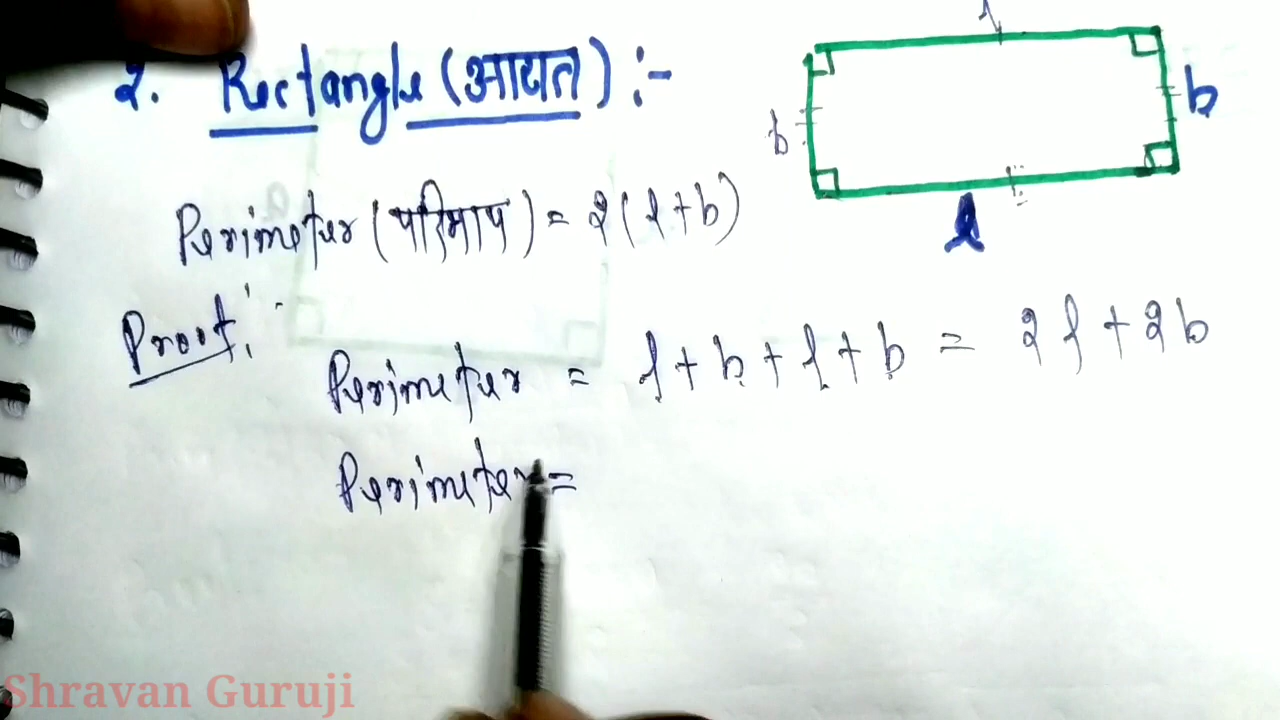 2. Rectangle (आयत) :-
l
b
b
l
Perimeter (परिमाप) = 2(l+b)
Proof:
Perimeter = l + b + l + b = 2l + 2b
Perimeter =
Shravan Guruji